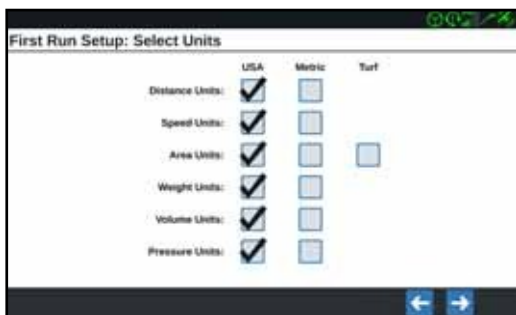 First Run Setup: Select Units
USA Metric Turf
Distance Units:
Speed Units:
Area Units:
Weight Units:
Volume Units:
Pressure Units: